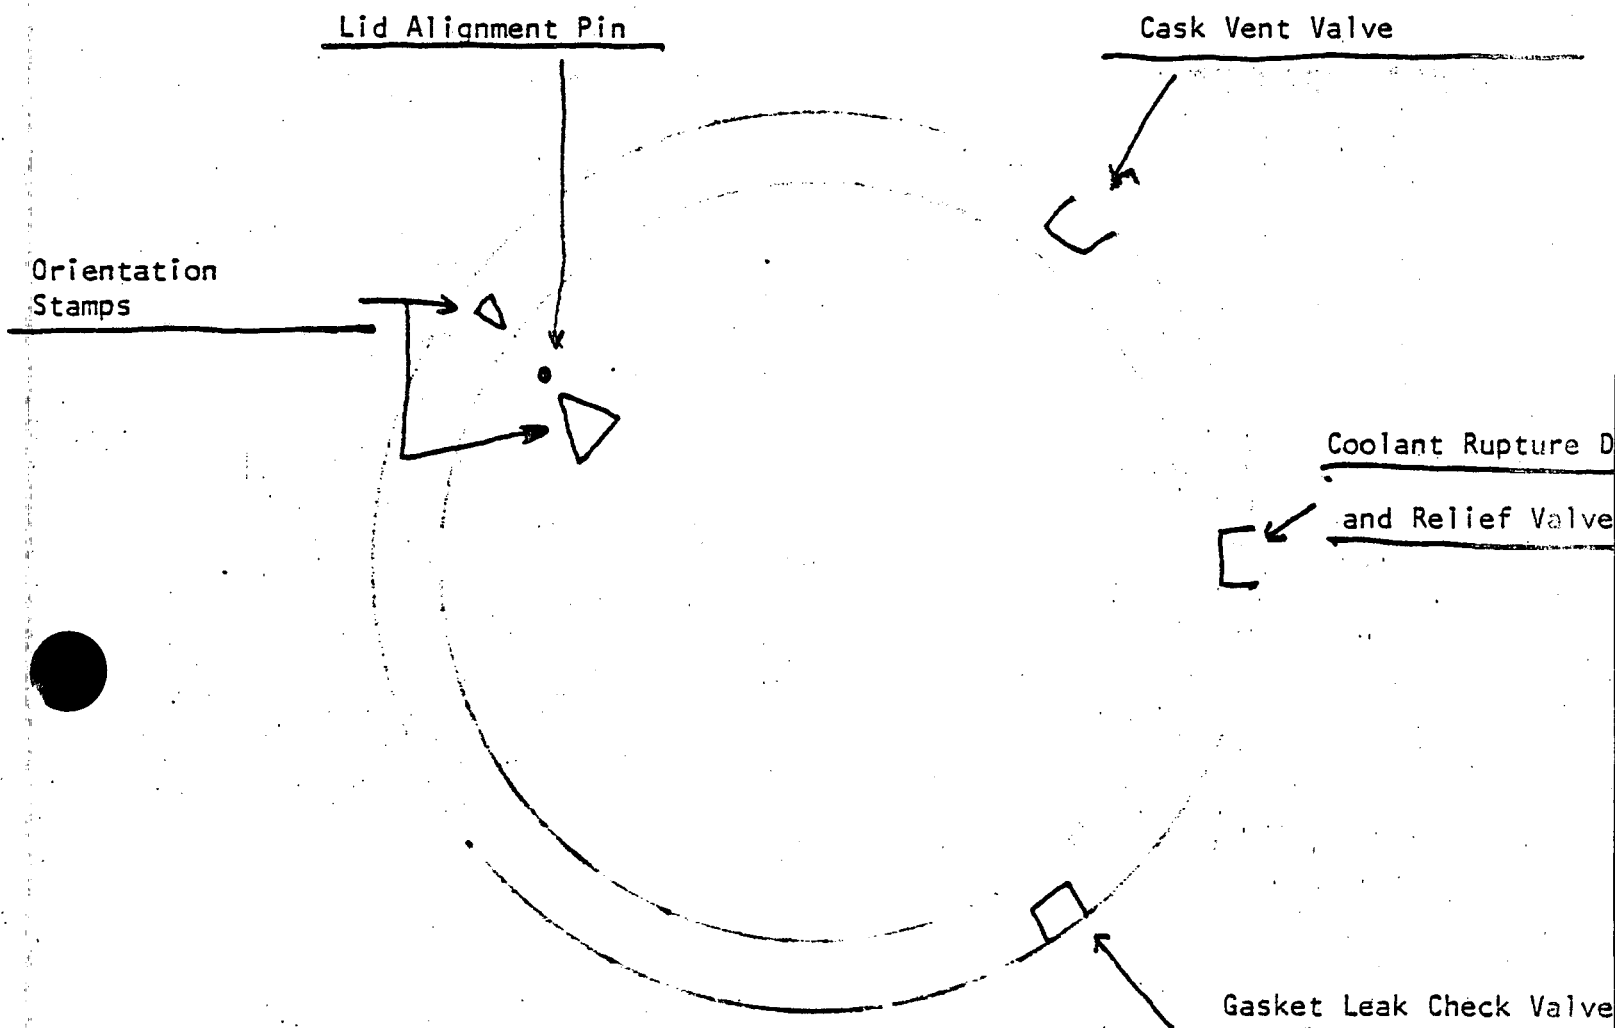 Lid Alignment Pin
Cask Vent Valve
Orientation
Stamps
Coolant Rupture D
and Relief Valve
Gasket Leak Check Valve